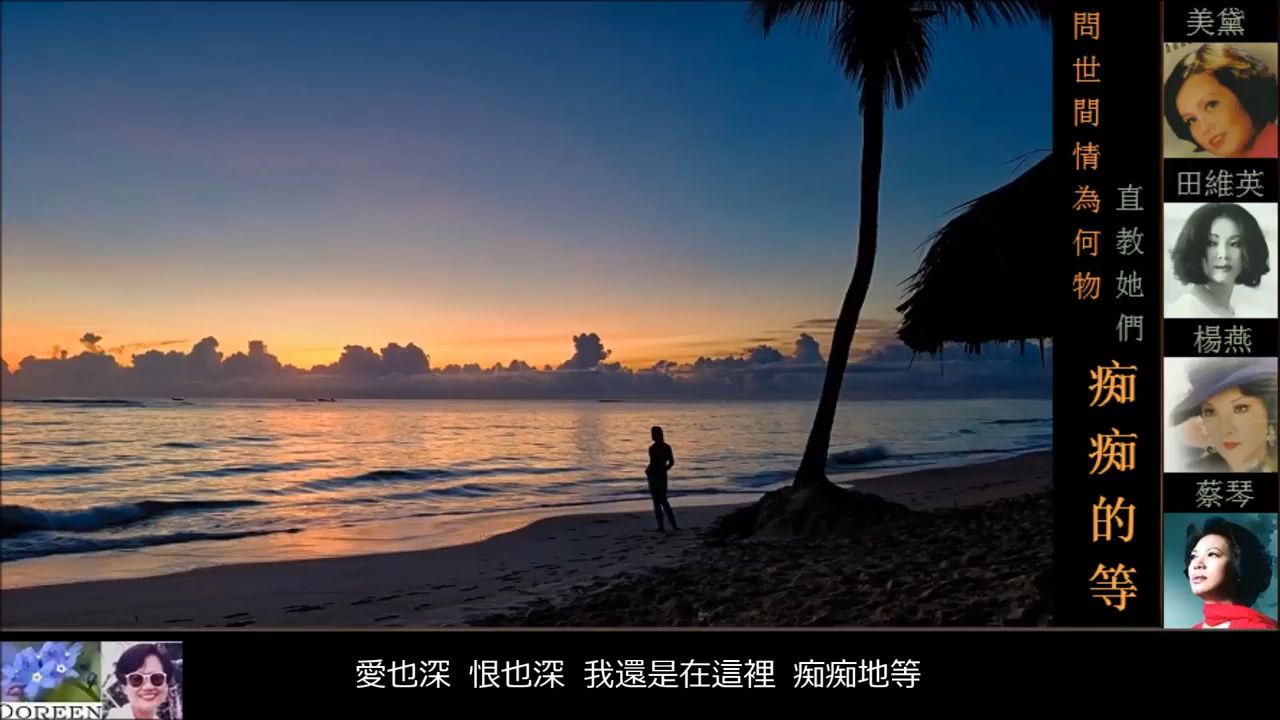 問世間情為何物
直教她們
痴痴的等
美黛
田維英
楊燕
蔡琴
愛也深 恨也深 我還是在這裡 痴痴地等
DOREEN